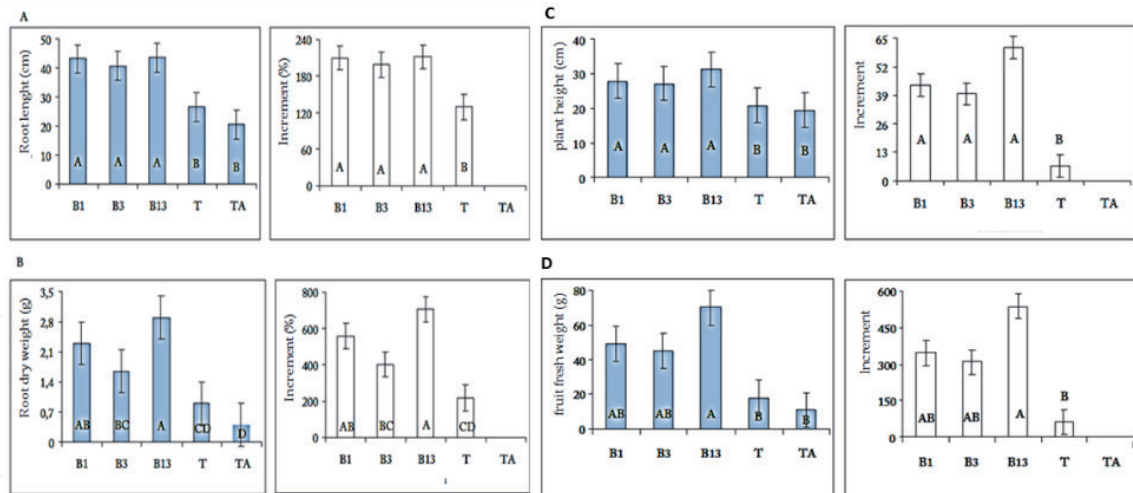 A
Root lenght (cm)
50
40
30
20
10
0
A
A
A
B
B
B1
B3
B13
T
TA
Increment (%)
240
180
120
60
0
A
A
A
B
B1
B3
B13
T
TA
C
plant height (cm)
40
30
20
10
0
A
A
A
B
B
B1
B3
B13
T
TA
Increment
65
52
39
26
13
0
A
A
A
B
B1
B3
B13
T
TA
B
Root dry weight (g)
3,5
2,8
2,1
1,4
0,7
0
AB
BC
A
CD
D
B1
B3
B13
T
TA
Increment (%)
800
600
400
200
0
AB
BC
A
CD
B1
B3
B13
T
TA
D
fruit fresh weight (g)
80
60
40
20
0
AB
AB
A
B
B
B1
B3
B13
T
TA
Increment
600
450
300
150
0
AB
AB
A
B
B1
B3
B13
T
TA